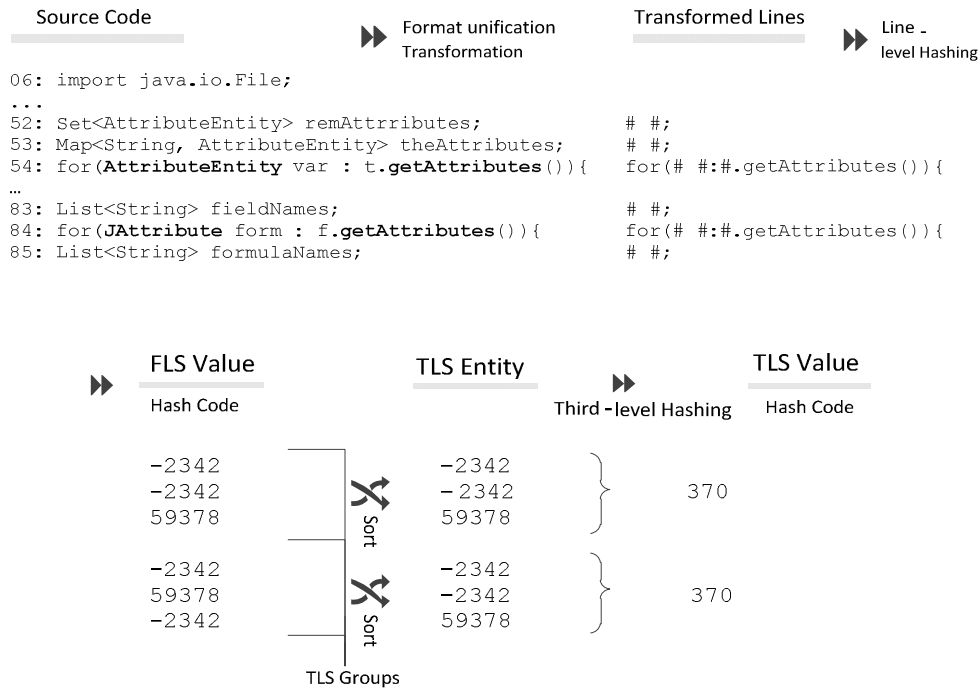 Source Code
Format unification
Transformation
Transformed Lines
Line -
level Hashing
06: import java.io.File;
...
52: Set<AttributeEntity> remAttrributes; # #;
53: Map<String, AttributeEntity> theAttributes; # #;
54: for(AttributeEntity var : t.getAttributes()){ for(# #:#.getAttributes()){
…
83: List<String> fieldNames; # #;
84: for(JAttribute form : f.getAttributes()){ for(# #:#.getAttributes()){
85: List<String> formulaNames; # #;
FLS Value
Hash Code
TLS Entity
Third -level Hashing
TLS Value
Hash Code
-2342 -2342
-2342 -2342 370
59378 59378
Sort
-2342 -2342
59378 -2342 370
-2342 59378
Sort
TLS Groups